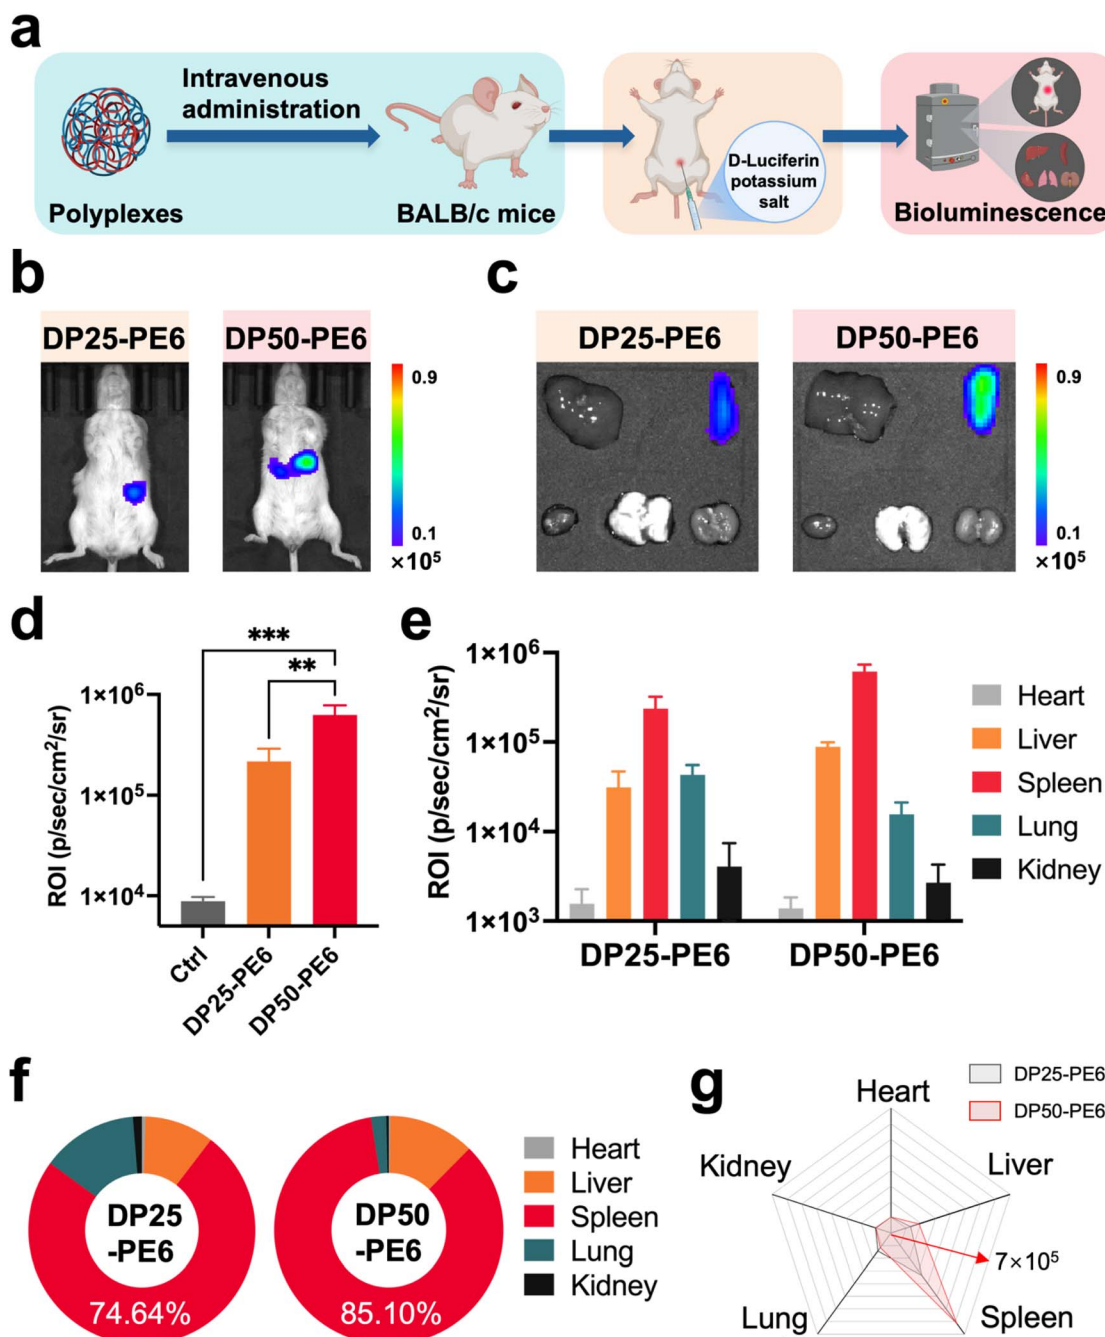 a
Intravenous
administration
Polyplexes
BALB/c mice
D-Luciferin
potassium
salt
Bioluminescence
b
DP25-PE6
DP50-PE6
0.9
0.1
×10⁵
c
DP25-PE6
DP50-PE6
0.9
0.1
×10⁵
d
***
**
ROI (p/sec/cm²/sr)
1×10⁶
1×10⁵
1×10⁴
Ctrl
DP25-PE6
DP50-PE6
e
ROI (p/sec/cm²/sr)
1×10⁶
1×10⁵
1×10⁴
1×10³
DP25-PE6
DP50-PE6
Heart
Liver
Spleen
Lung
Kidney
f
DP25
-PE6
74.64%
DP50
-PE6
85.10%
Heart
Liver
Spleen
Lung
Kidney
g
DP25-PE6
DP50-PE6
Heart
Liver
Kidney
7×10⁵
Lung
Spleen